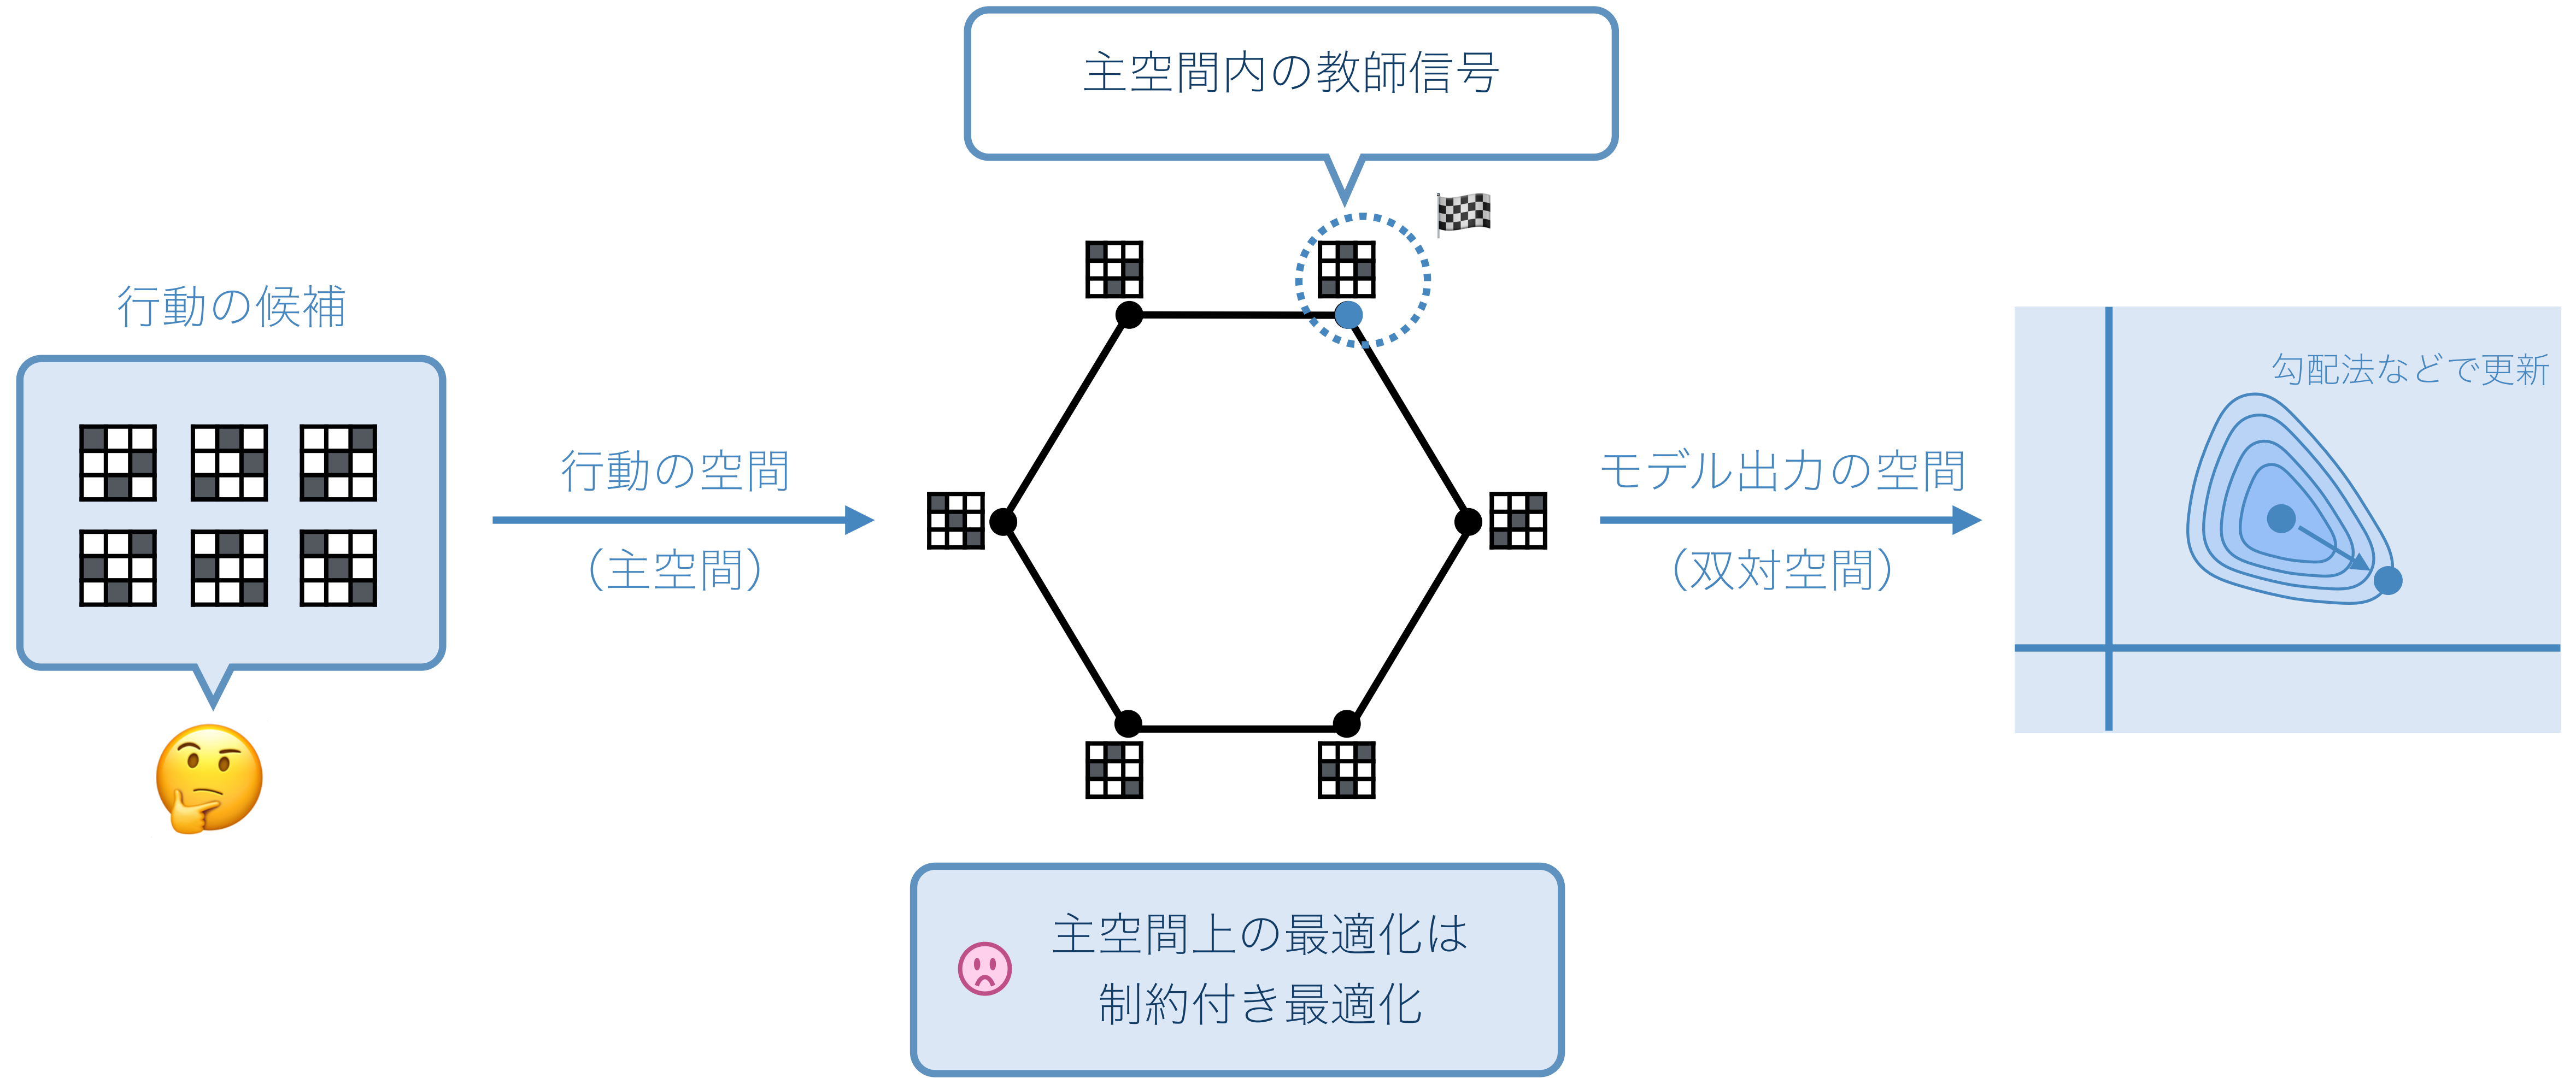 主空間内の教師信号
行動の候補
行動の空間
（主空間）
モデル出力の空間
（双対空間）
勾配法などで更新
主空間上の最適化は
制約付き最適化